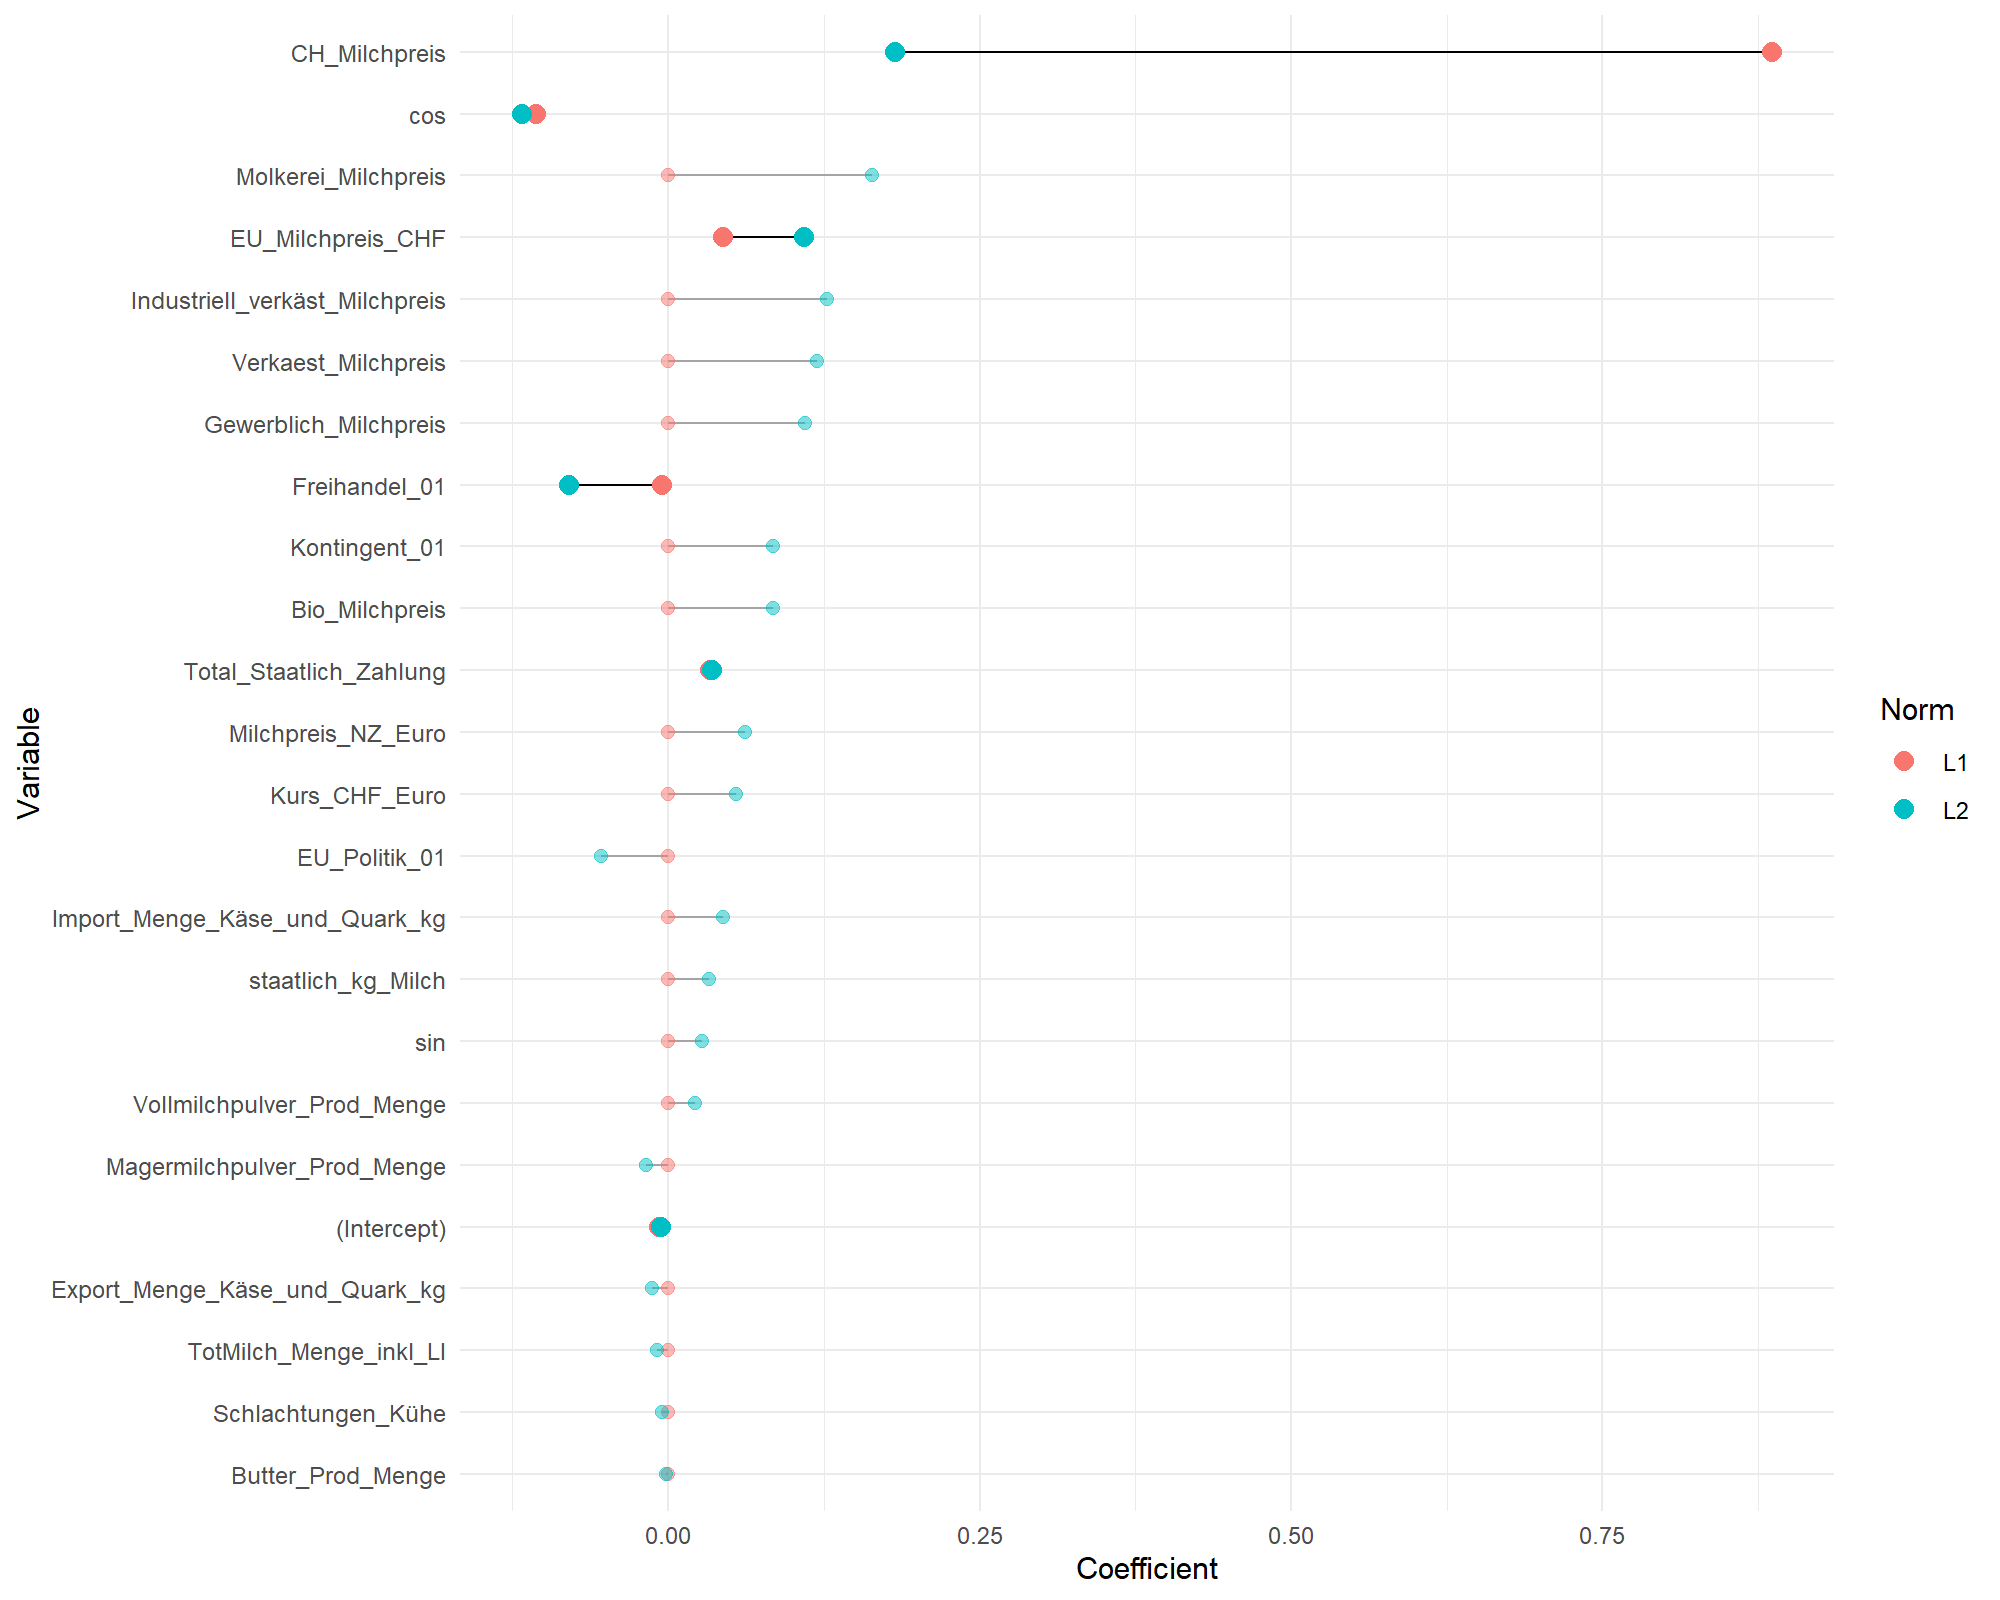 CH_Milchpreis
cos
Molkerei_Milchpreis
EU_Milchpreis_CHF
Industriell_verkäst_Milchpreis
Verkaest_Milchpreis
Gewerblich_Milchpreis
Freihandel_01
Kontingent_01
Bio_Milchpreis
Total_Staatlich_Zahlung
Milchpreis_NZ_Euro
Kurs_CHF_Euro
EU_Politik_01
Import_Menge_Käse_und_Quark_kg
staatlich_kg_Milch
sin
Vollmilchpulver_Prod_Menge
Magermilchpulver_Prod_Menge
(Intercept)
Export_Menge_Käse_und_Quark_kg
TotMilch_Menge_inkl_LI
Schlachtungen_Kühe
Butter_Prod_Menge
Variable
0.00 0.25 0.50 0.75
Coefficient
Norm
L1
L2